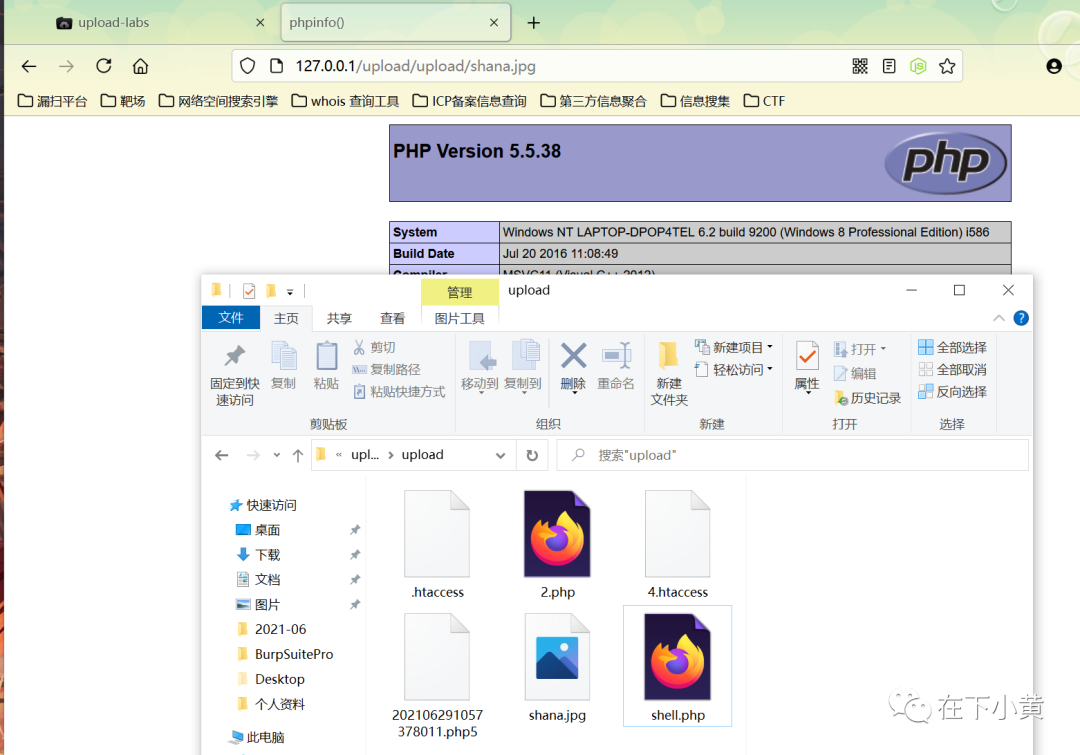 upload-labs
phpinfo()
127.0.0.1/upload/upload/shana.jpg
漏扫平台 靶场 网络空间搜索引擎 whois 查询工具 ICP备案信息查询 第三方信息聚合 信息搜集 CTF
PHP Version 5.5.38
php
System Windows NT LAPTOP-DPOP4TEL 6.2 build 9200 (Windows 8 Professional Edition) i586
Build Date Jul 20 2016 11:08:49
Compiler MSVC11 (Visual C++ 2012)
管理 upload
文件 主页 共享 查看 图片工具
固定到快
速访问
复制
粘贴
剪切
复制路径
粘贴快捷方式
剪贴板
移动到 复制到 删除 重命名
组织
新建
文件夹
新建项目
轻松访问
新建
属性
打开
编辑
历史记录
打开
全部选择
全部取消
反向选择
选择
« upl... › upload
搜索"upload"
快速访问
桌面
下载
文档
图片
2021-06
BurpSuitePro
Desktop
个人资料
此电脑
.htaccess 2.php 4.htaccess
202106291057
378011.php5
shana.jpg shell.php
在下小黄